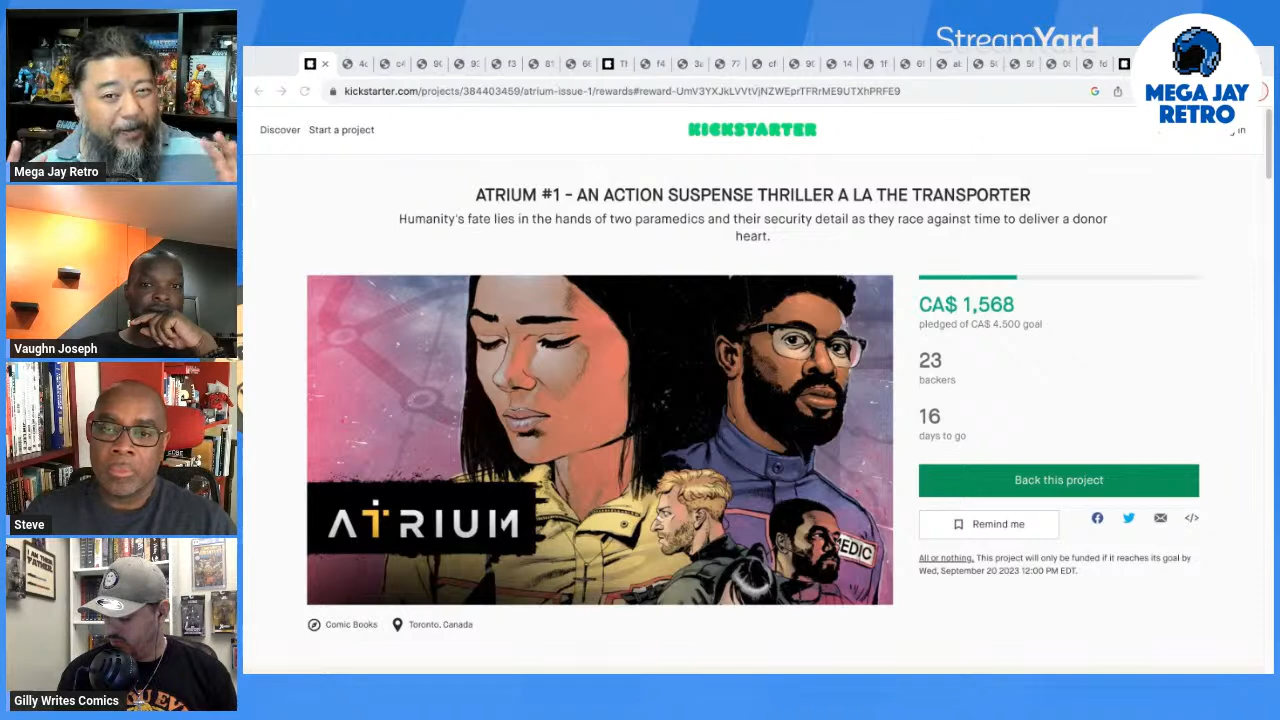 StreamYard
MEGA JAY
RETRO
kickstarter.com/projects/384403459/atrium-issue-1/rewards#reward-UmV3YXJkLVVtVjNZWEprTFRrME9UTXhPRFE9
Discover Start a project
KICKSTARTER
ATRIUM #1 - AN ACTION SUSPENSE THRILLER A LA THE TRANSPORTER
Humanity's fate lies in the hands of two paramedics and their security detail as they race against time to deliver a donor
heart.
CA$ 1,568
pledged of CA$ 4,500 goal
23
backers
16
days to go
Back this project
Remind me
All or nothing. This project will only be funded if it reaches its goal by
Wed, September 20 2023 12:00 PM EDT.
ATRIUM
EDIC
Comic Books Toronto, Canada
Mega Jay Retro
Vaughn Joseph
Steve
Gilly Writes Comics